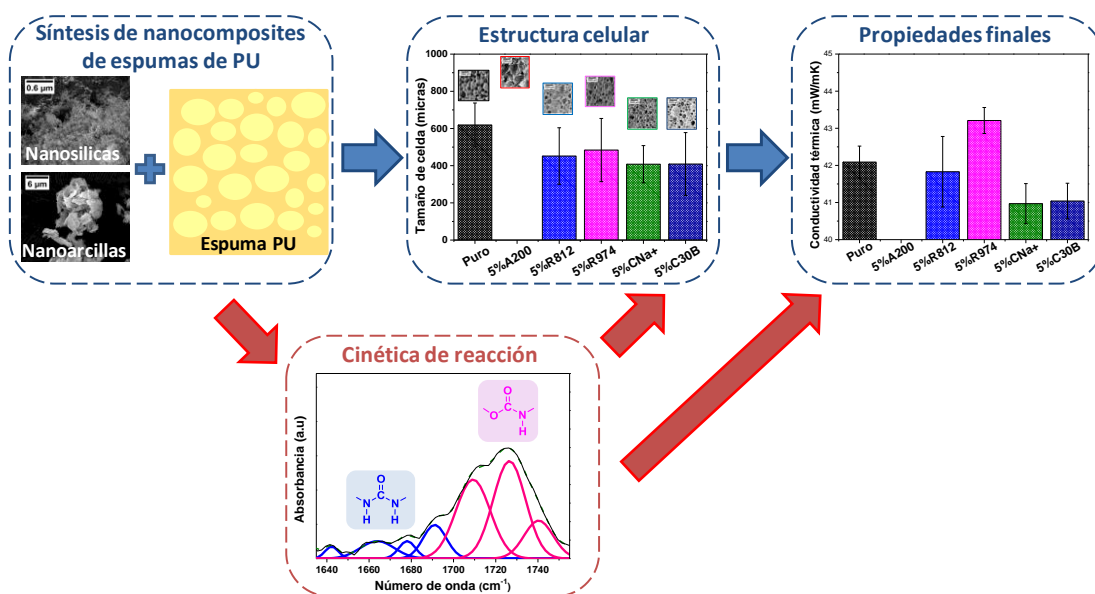 Síntesis de nanocomposites
de espumas de PU
0.6 µm
Nanosilicas
6 µm
Nanoarcillas
Espuma PU
Estructura celular
Tamaño de celda (micras)
1000
800
600
400
200
0
Puro
5%A200
5%R812
5%R974
5%CNa+
5%C30B
Propiedades finales
Conductividad térmica (mW/mK)
45
44
43
42
41
40
Puro
5%A200
5%R812
5%R974
5%CNa+
5%C30B
Cinética de reacción
Absorbancia (a.u)
O
O C N
H
O
N C N
H H
1640 1660 1680 1700 1720 1740
Número de onda (cm⁻¹)